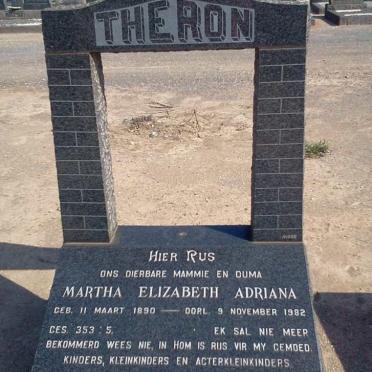 THERON
HIER RUS
ONS DIERBARE MAMMIE EN OUMA
MARTHA ELIZABETH ADRIANA
GEB. 11 MAART 1890 — OORL. 9 NOVEMBER 1982
GES. 353 : 5. EK SAL NIE MEER
BEKOMMERD WEES NIE, IN HOM IS RUS VIR MY GEMOED.
KINDERS, KLEINKINDERS EN AGTERKLEINKINDERS.